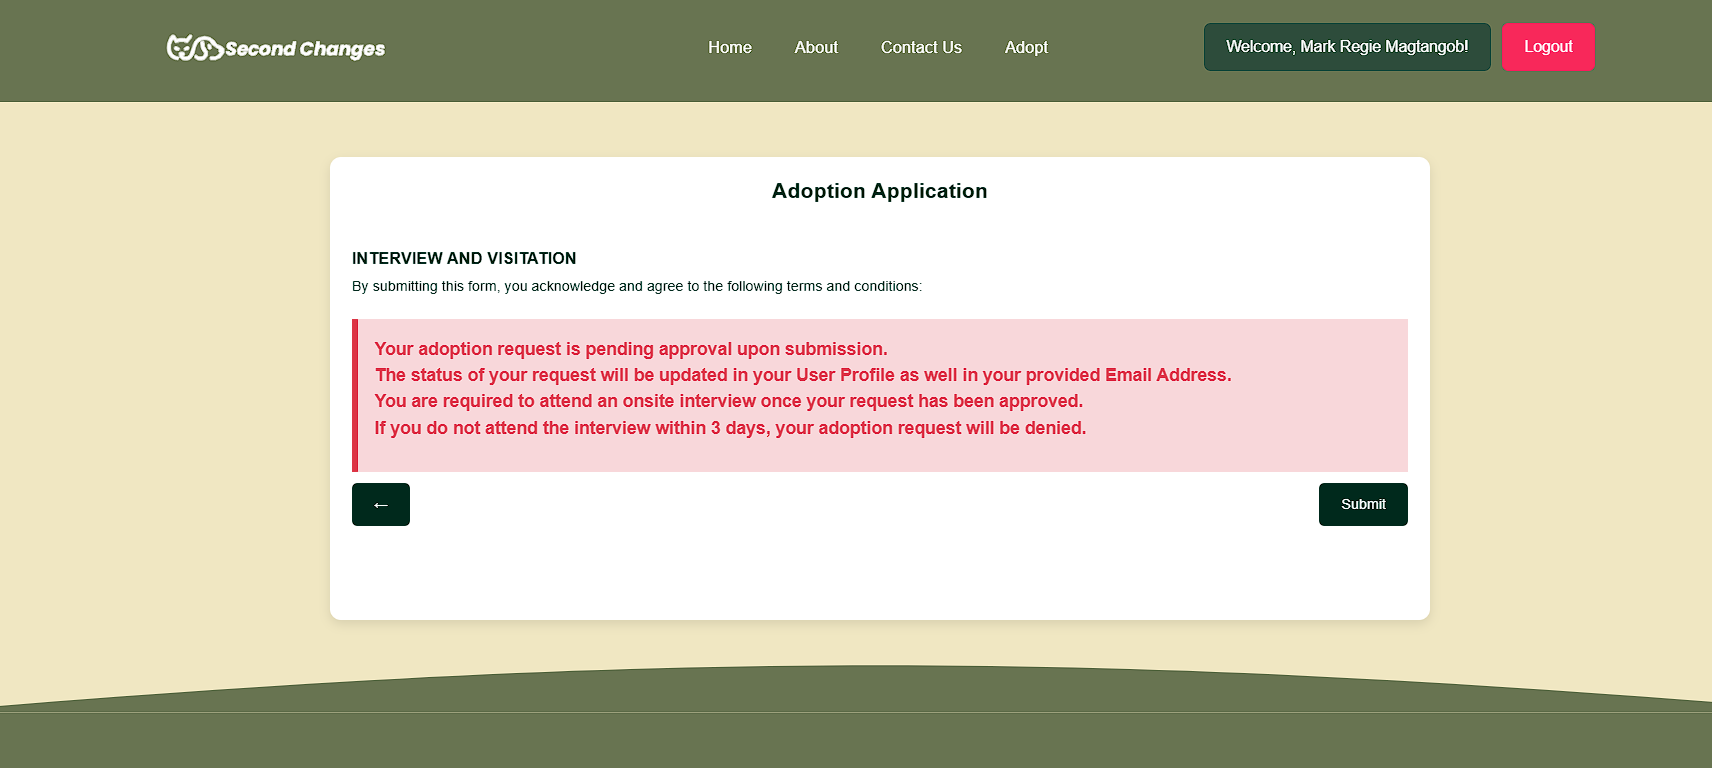 Second Changes
Home About Contact Us Adopt
Welcome, Mark Regie Magtangob!
Logout
Adoption Application
INTERVIEW AND VISITATION
By submitting this form, you acknowledge and agree to the following terms and conditions:
Your adoption request is pending approval upon submission.
The status of your request will be updated in your User Profile as well in your provided Email Address.
You are required to attend an onsite interview once your request has been approved.
If you do not attend the interview within 3 days, your adoption request will be denied.
←
Submit